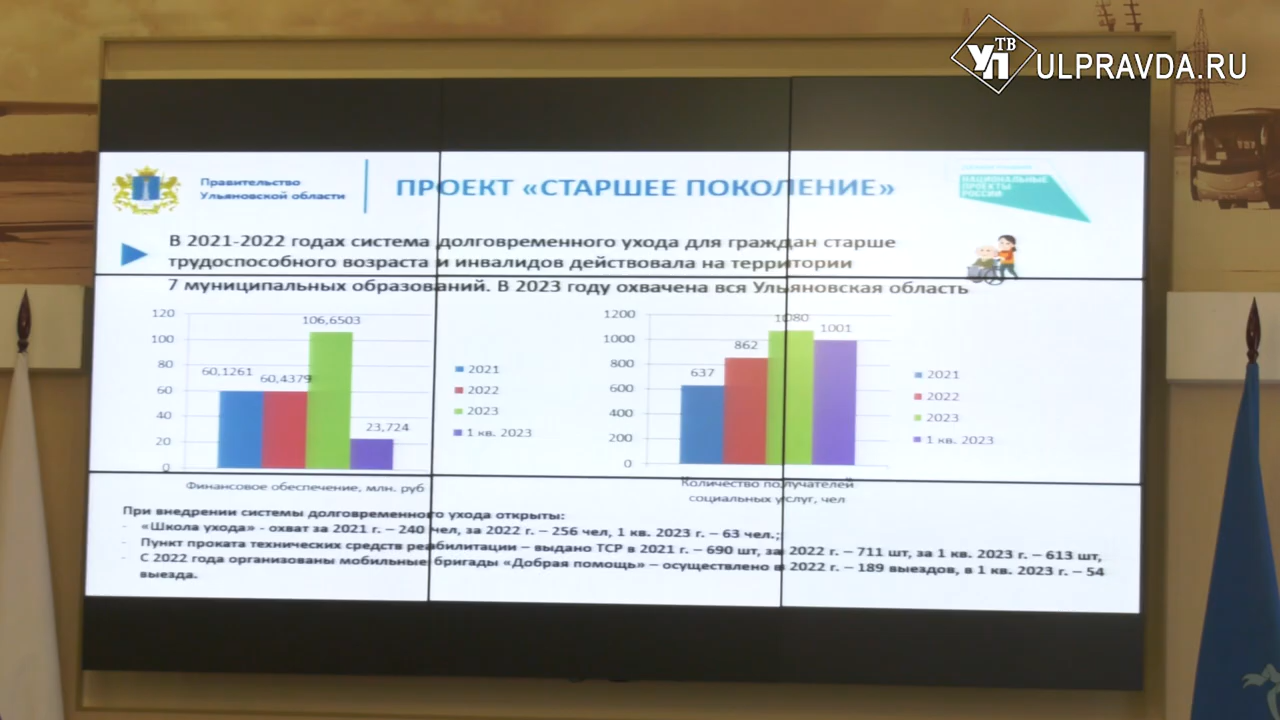 УП ТВ
ULPRAVDA.RU
Правительство
Ульяновской области
ПРОЕКТ «СТАРШЕЕ ПОКОЛЕНИЕ»
НАЦИОНАЛЬНЫЕ
ПРОЕКТЫ
РОССИИ
В 2021-2022 годах система долговременного ухода для граждан старше
трудоспособного возраста и инвалидов действовала на территории
7 муниципальных образований. В 2023 году охвачена вся Ульяновская область
120
100
80
60
40
20
0
60,1261
60,4379
106,6503
23,724
2021
2022
2023
1 кв. 2023
Финансовое обеспечение, млн. руб
1200
1000
800
600
400
200
0
637
862
1080
1001
2021
2022
2023
1 кв. 2023
Количество получателей
социальных услуг, чел
При внедрении системы долговременного ухода открыты:
- «Школа ухода» - охват за 2021 г. – 240 чел, за 2022 г. – 256 чел, 1 кв. 2023 г. – 63 чел.;
- Пункт проката технических средств реабилитации – выдано ТСР в 2021 г. – 690 шт, за 2022 г. – 711 шт, за 1 кв. 2023 г. – 613 шт,
- С 2022 года организованы мобильные бригады «Добрая помощь» – осуществлено в 2022 г. – 189 выездов, в 1 кв. 2023 г. – 54
выезда.